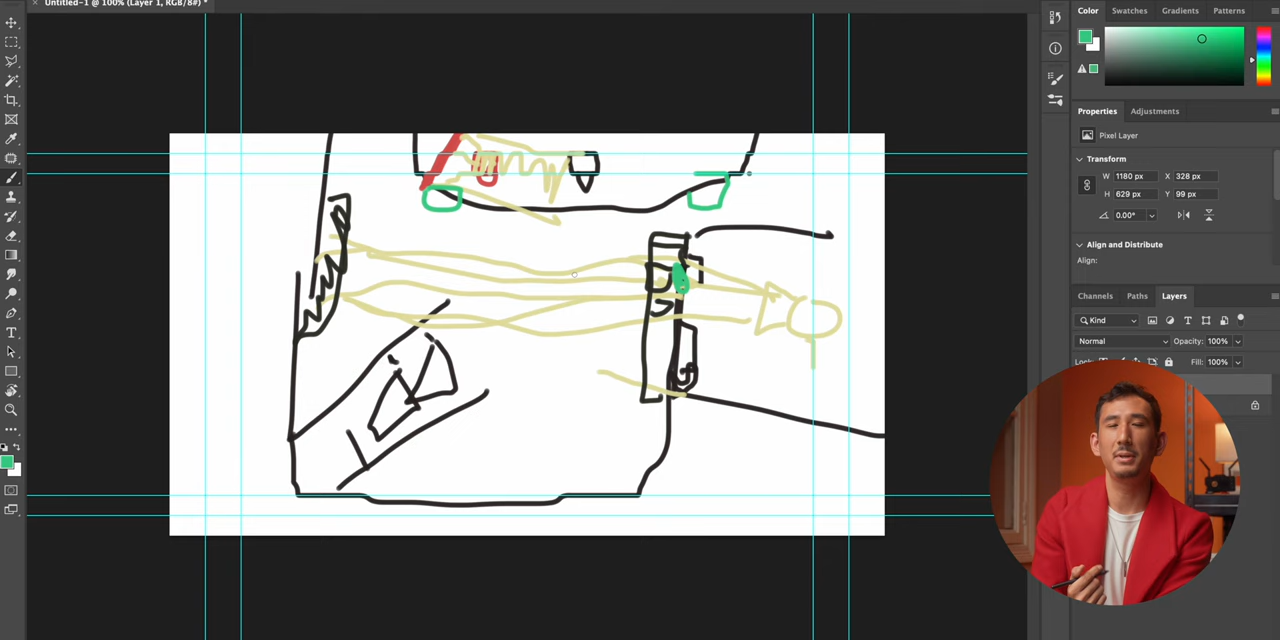 Untitled-1 @ 100% (Layer 1, RGB/8#) *
Color
Swatches
Gradients
Patterns
Properties
Adjustments
Pixel Layer
Transform
W 1180 px X 328 px
H 629 px Y 99 px
0.00°
Align and Distribute
Align:
Channels
Paths
Layers
Kind
Normal
Opacity: 100%
Fill: 100%